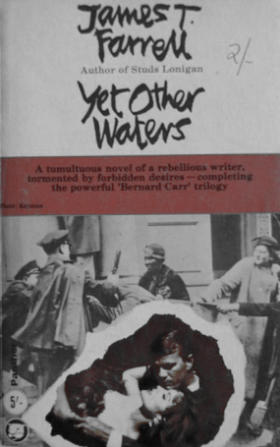 James T.
Farrell
2/-
Author of Studs Lonigan
Yet Other
Waters
A tumultuous novel of a rebellious writer,
tormented by forbidden desires — completing
the powerful 'Bernard Carr' trilogy
5/-